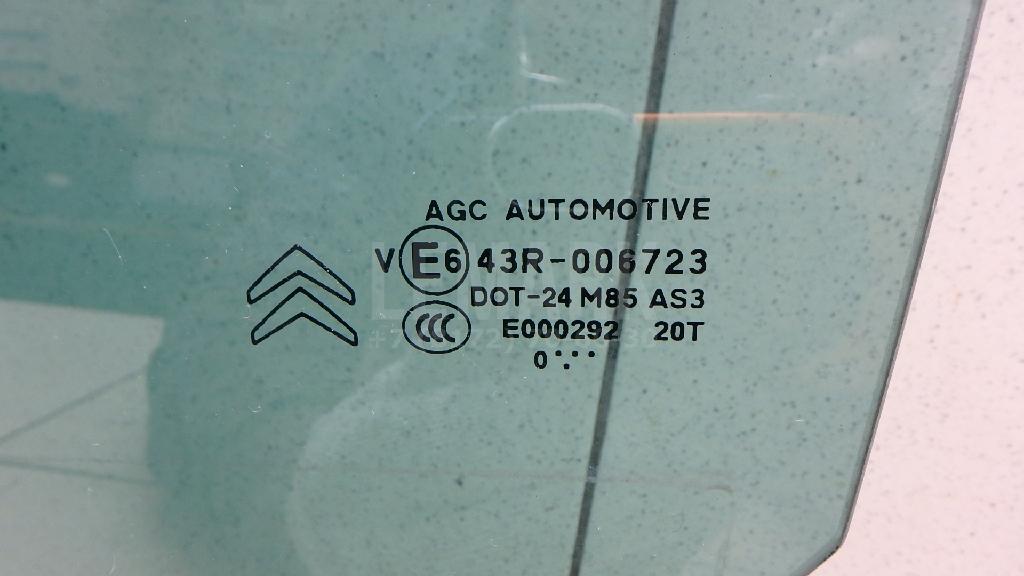 AGC AUTOMOTIVE
V E6 43R-006723
DOT-24 M85 AS3
CCC E000292 20T
0 ⠢⠁⠁